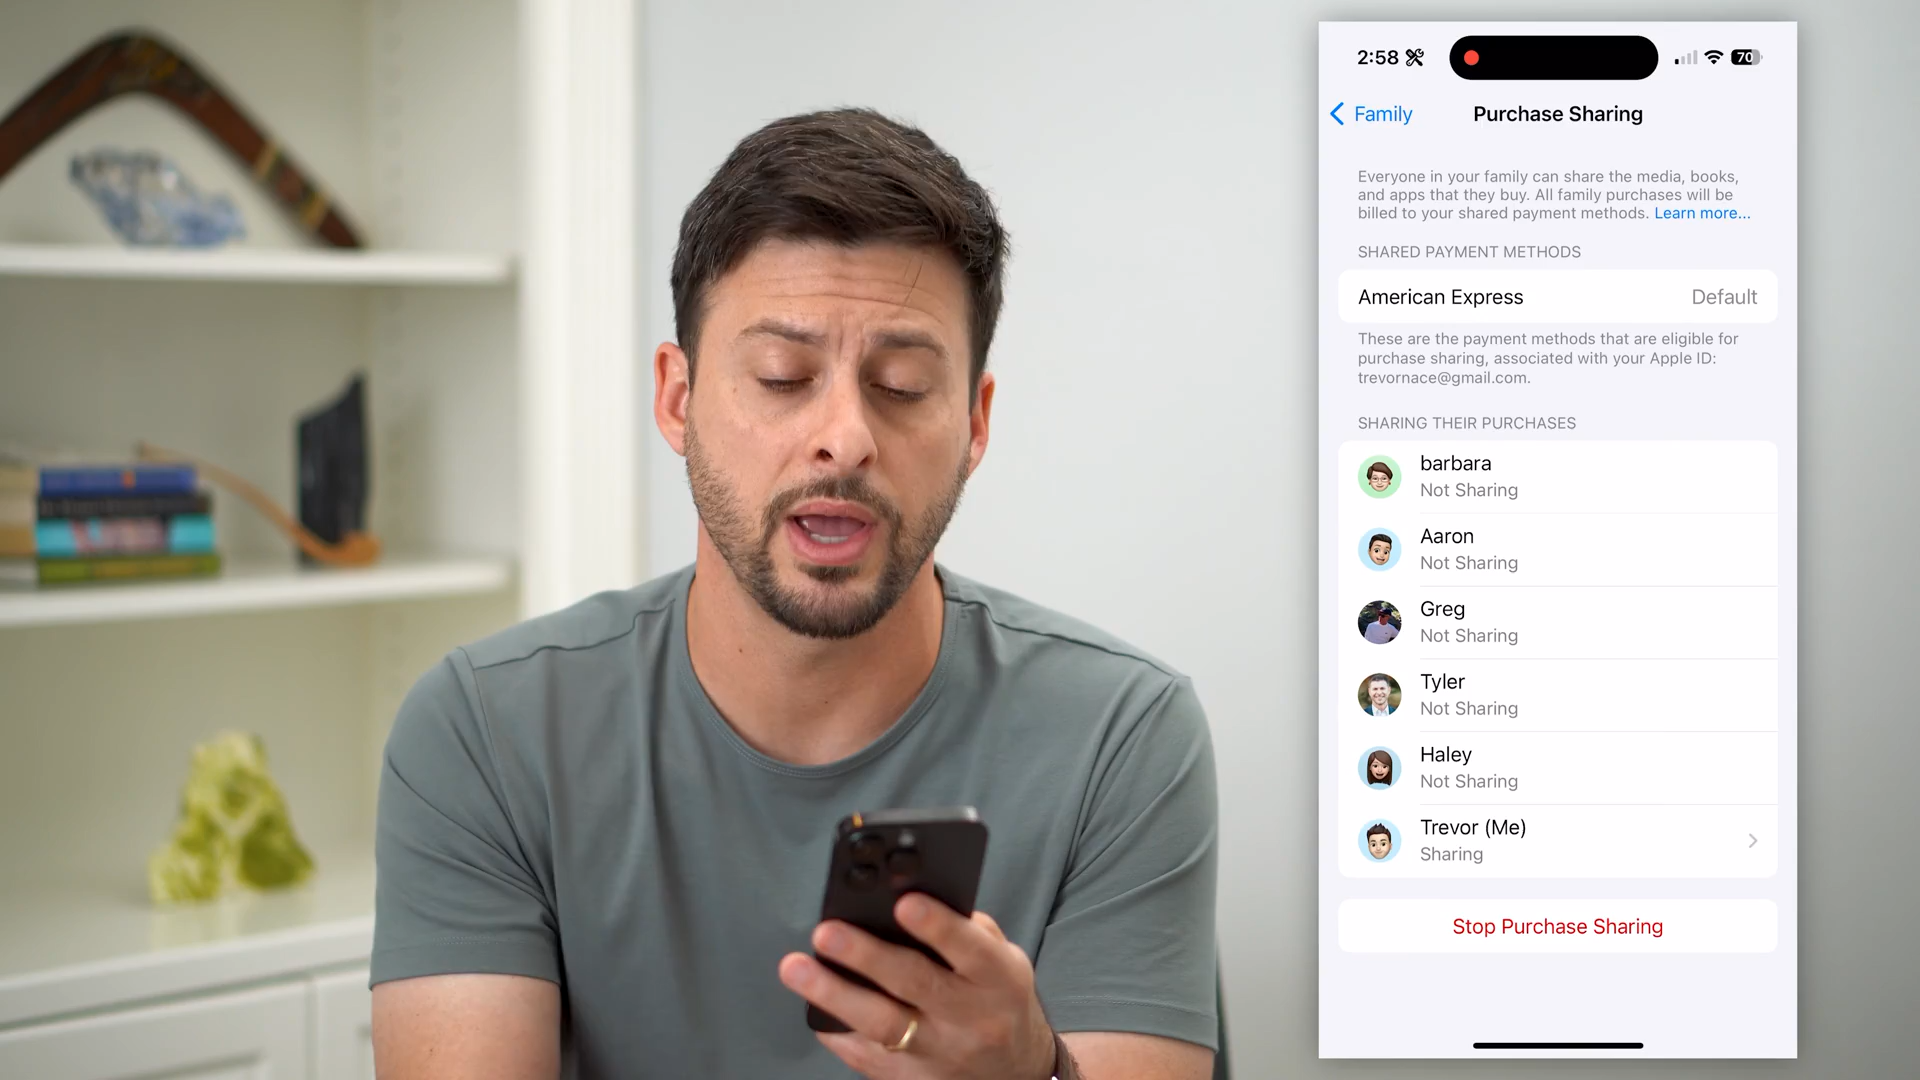 2:58
70
Family
Purchase Sharing
Everyone in your family can share the media, books,
and apps that they buy. All family purchases will be
billed to your shared payment methods. Learn more...
SHARED PAYMENT METHODS
American Express Default
These are the payment methods that are eligible for
purchase sharing, associated with your Apple ID:
trevornace@gmail.com.
SHARING THEIR PURCHASES
barbara
Not Sharing
Aaron
Not Sharing
Greg
Not Sharing
Tyler
Not Sharing
Haley
Not Sharing
Trevor (Me)
Sharing
Stop Purchase Sharing